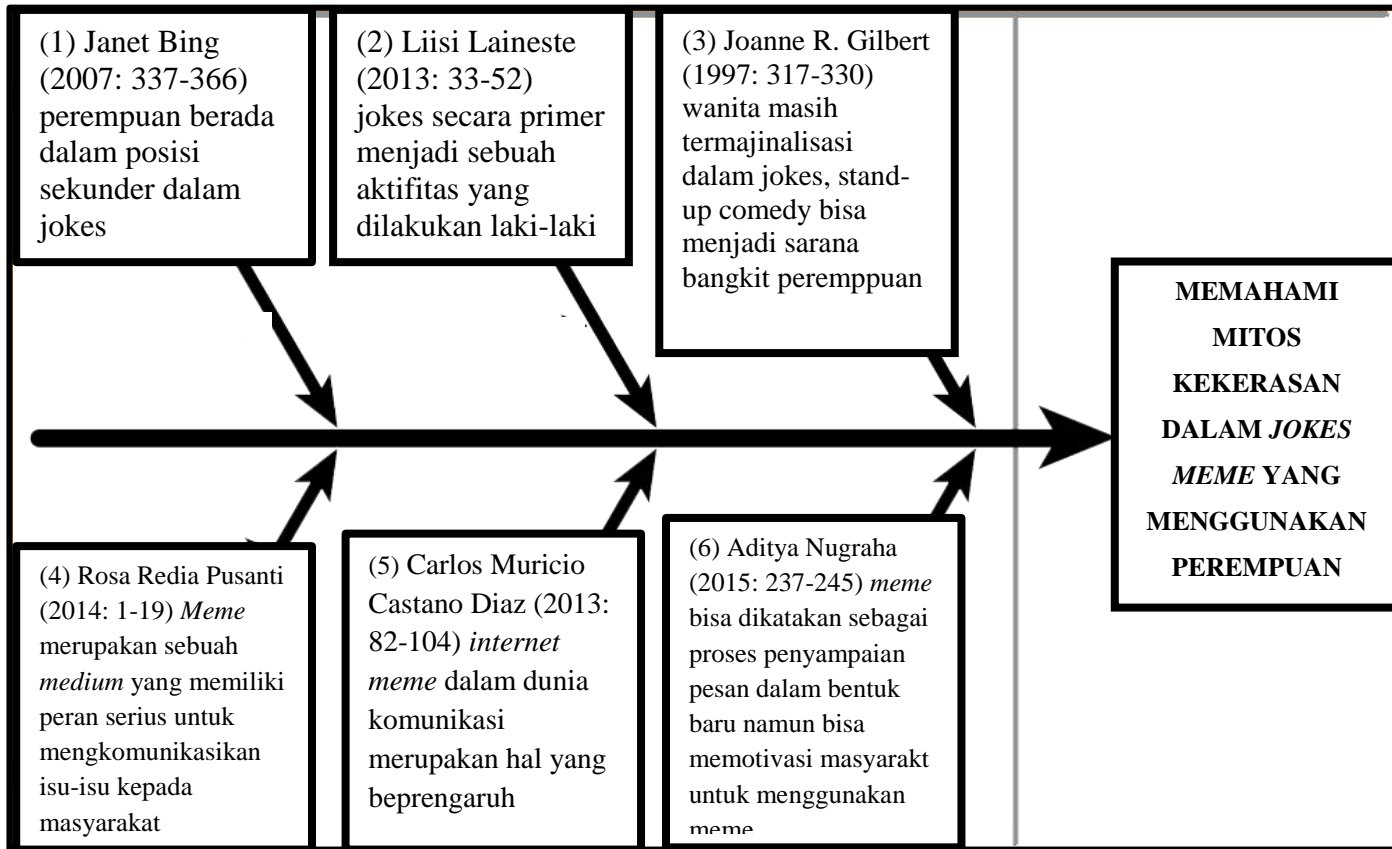 (1) Janet Bing
(2007: 337-366)
perempuan berada
dalam posisi
sekunder dalam
jokes
(2) Liisi Laineste
(2013: 33-52)
jokes secara primer
menjadi sebuah
aktifitas yang
dilakukan laki-laki
(3) Joanne R. Gilbert
(1997: 317-330)
wanita masih
termajinalisasi
dalam jokes, stand-
up comedy bisa
menjadi sarana
bangkit peremppuan
MEMAHAMI
MITOS
KEKERASAN
DALAM JOKES
MEME YANG
MENGGUNAKAN
PEREMPUAN
(4) Rosa Redia Pusanti
(2014: 1-19) Meme
merupakan sebuah
medium yang memiliki
peran serius untuk
mengkomunikasikan
isu-isu kepada
masyarakat
(5) Carlos Muricio
Castano Diaz (2013:
82-104) internet
meme dalam dunia
komunikasi
merupakan hal yang
beprengaruh
(6) Aditya Nugraha
(2015: 237-245) meme
bisa dikatakan sebagai
proses penyampaian
pesan dalam bentuk
baru namun bisa
memotivasi masyarakt
untuk menggunakan
meme